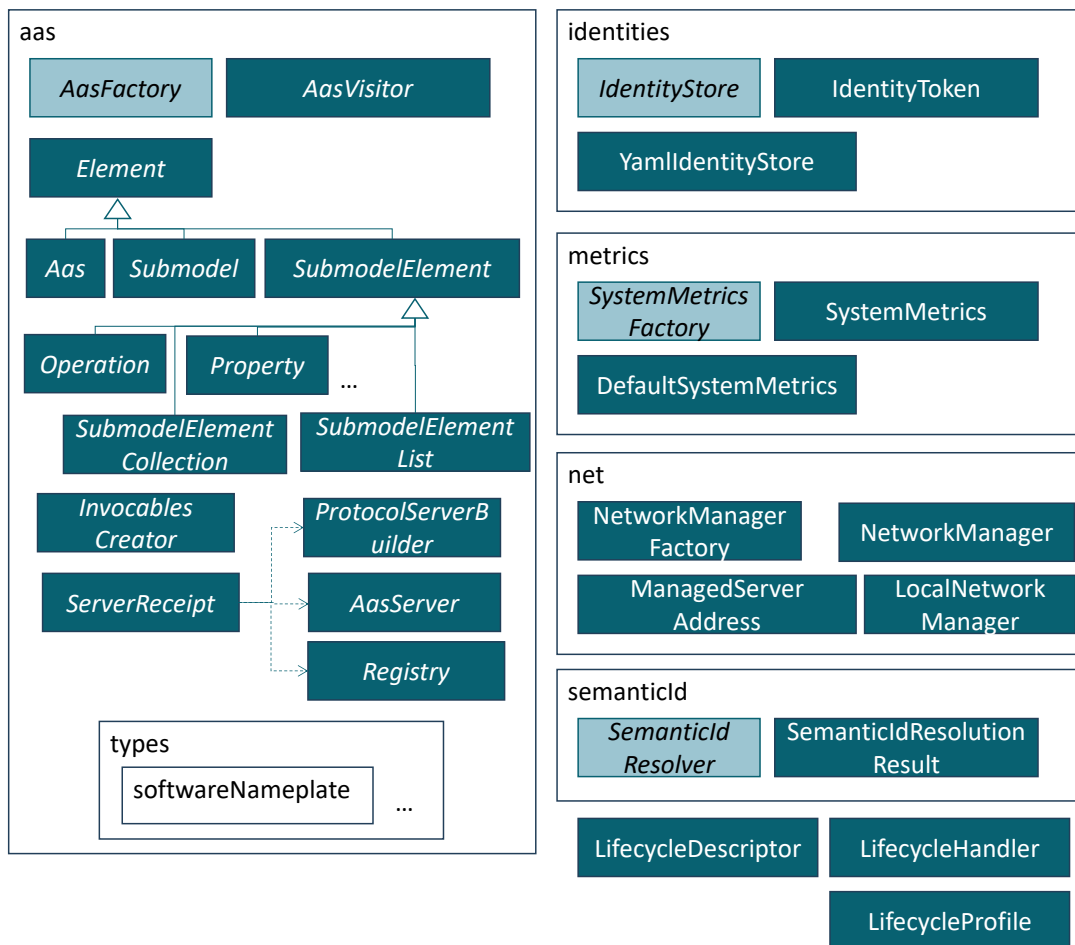 aas
AasFactory
AasVisitor
Element
Aas
Submodel
SubmodelElement
Operation
Property
...
SubmodelElement
Collection
SubmodelElement
List
Invocables
Creator
ProtocolServerB
uilder
ServerReceipt
AasServer
Registry
types
softwareNameplate
...
identities
IdentityStore
IdentityToken
YamlIdentityStore
metrics
SystemMetrics
Factory
SystemMetrics
DefaultSystemMetrics
net
NetworkManager
Factory
NetworkManager
ManagedServer
Address
LocalNetwork
Manager
semanticId
SemanticId
Resolver
SemanticIdResolution
Result
LifecycleDescriptor
LifecycleHandler
LifecycleProfile